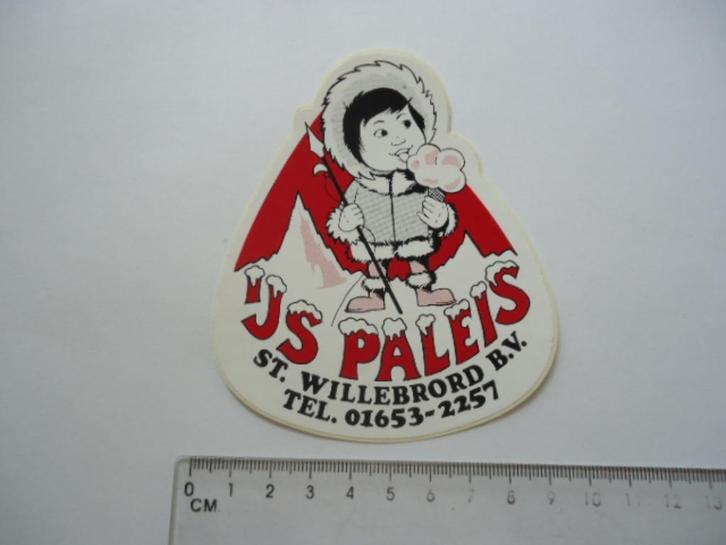 'JS PALEIS
ST. WILLEBRORD B.V.
TEL. 01653-2257
0 1 2 3 4 5 6 7 8 9 10 11 12 13
CM